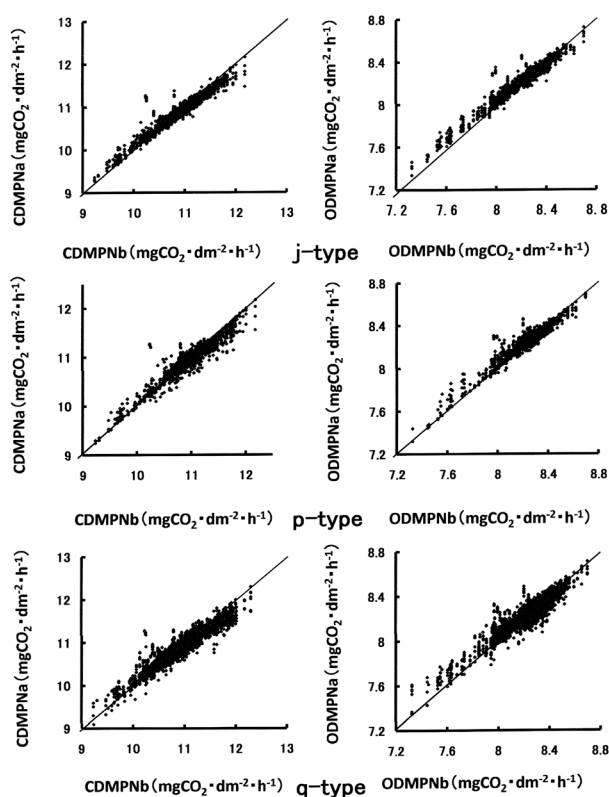 CDMPNa(mgCO₂・dm⁻²・h⁻¹)
13
12
11
10
9
9 10 11 12 13
CDMPNb(mgCO₂・dm⁻²・h⁻¹)
ODMPNa(mgCO₂・dm⁻²・h⁻¹)
8.8
8.4
8
7.6
7.2
7.2 7.6 8 8.4 8.8
ODMPNb(mgCO₂・dm⁻²・h⁻¹)
j-type
CDMPNa(mgCO₂・dm⁻²・h⁻¹)
12
11
10
9
9 10 11 12
CDMPNb(mgCO₂・dm⁻²・h⁻¹)
ODMPNa(mgCO₂・dm⁻²・h⁻¹)
8.8
8.4
8
7.6
7.2
7.2 7.6 8 8.4 8.8
ODMPNb(mgCO₂・dm⁻²・h⁻¹)
p-type
CDMPNa(mgCO₂・dm⁻²・h⁻¹)
13
12
11
10
9
9 10 11 12 13
CDMPNb(mgCO₂・dm⁻²・h⁻¹)
ODMPNa(mgCO₂・dm⁻²・h⁻¹)
8.8
8.4
8
7.6
7.2
7.2 7.6 8 8.4 8.8
ODMPNb(mgCO₂・dm⁻²・h⁻¹)
q-type